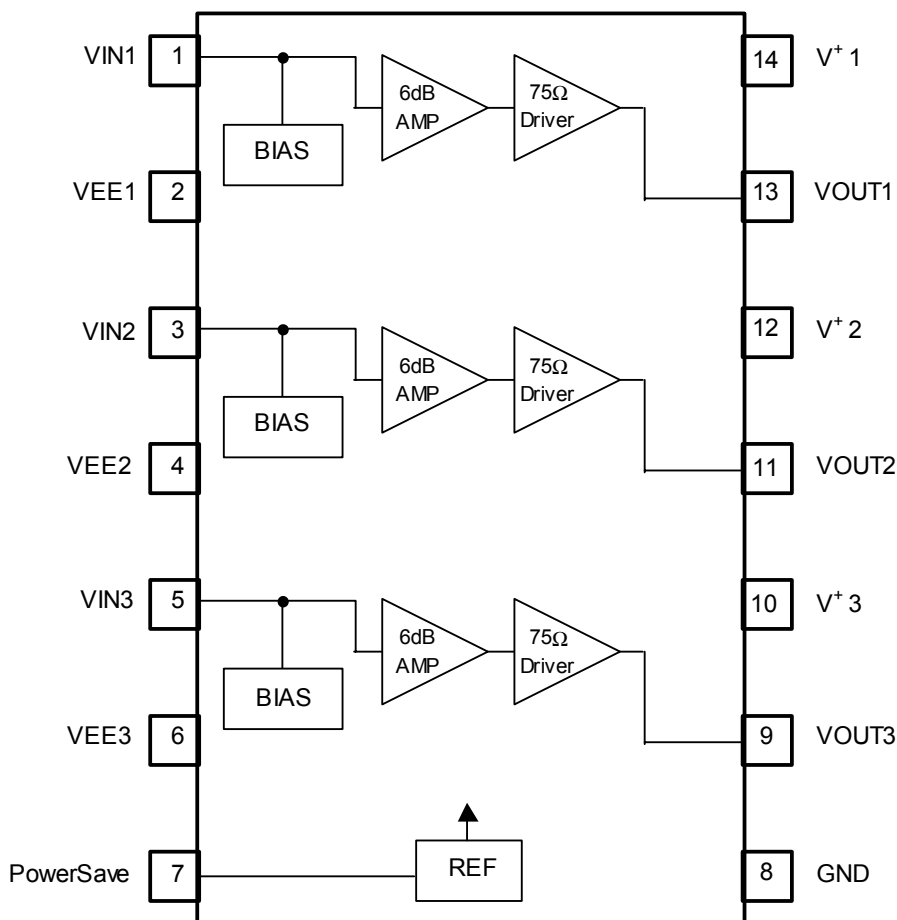 VIN1 1 14 V+ 1
6dB AMP
75Ω Driver
BIAS
VEE1 2 13 VOUT1
VIN2 3 12 V+ 2
6dB AMP
75Ω Driver
BIAS
VEE2 4 11 VOUT2
VIN3 5 10 V+ 3
6dB AMP
75Ω Driver
BIAS
VEE3 6 9 VOUT3
PowerSave 7 REF 8 GND